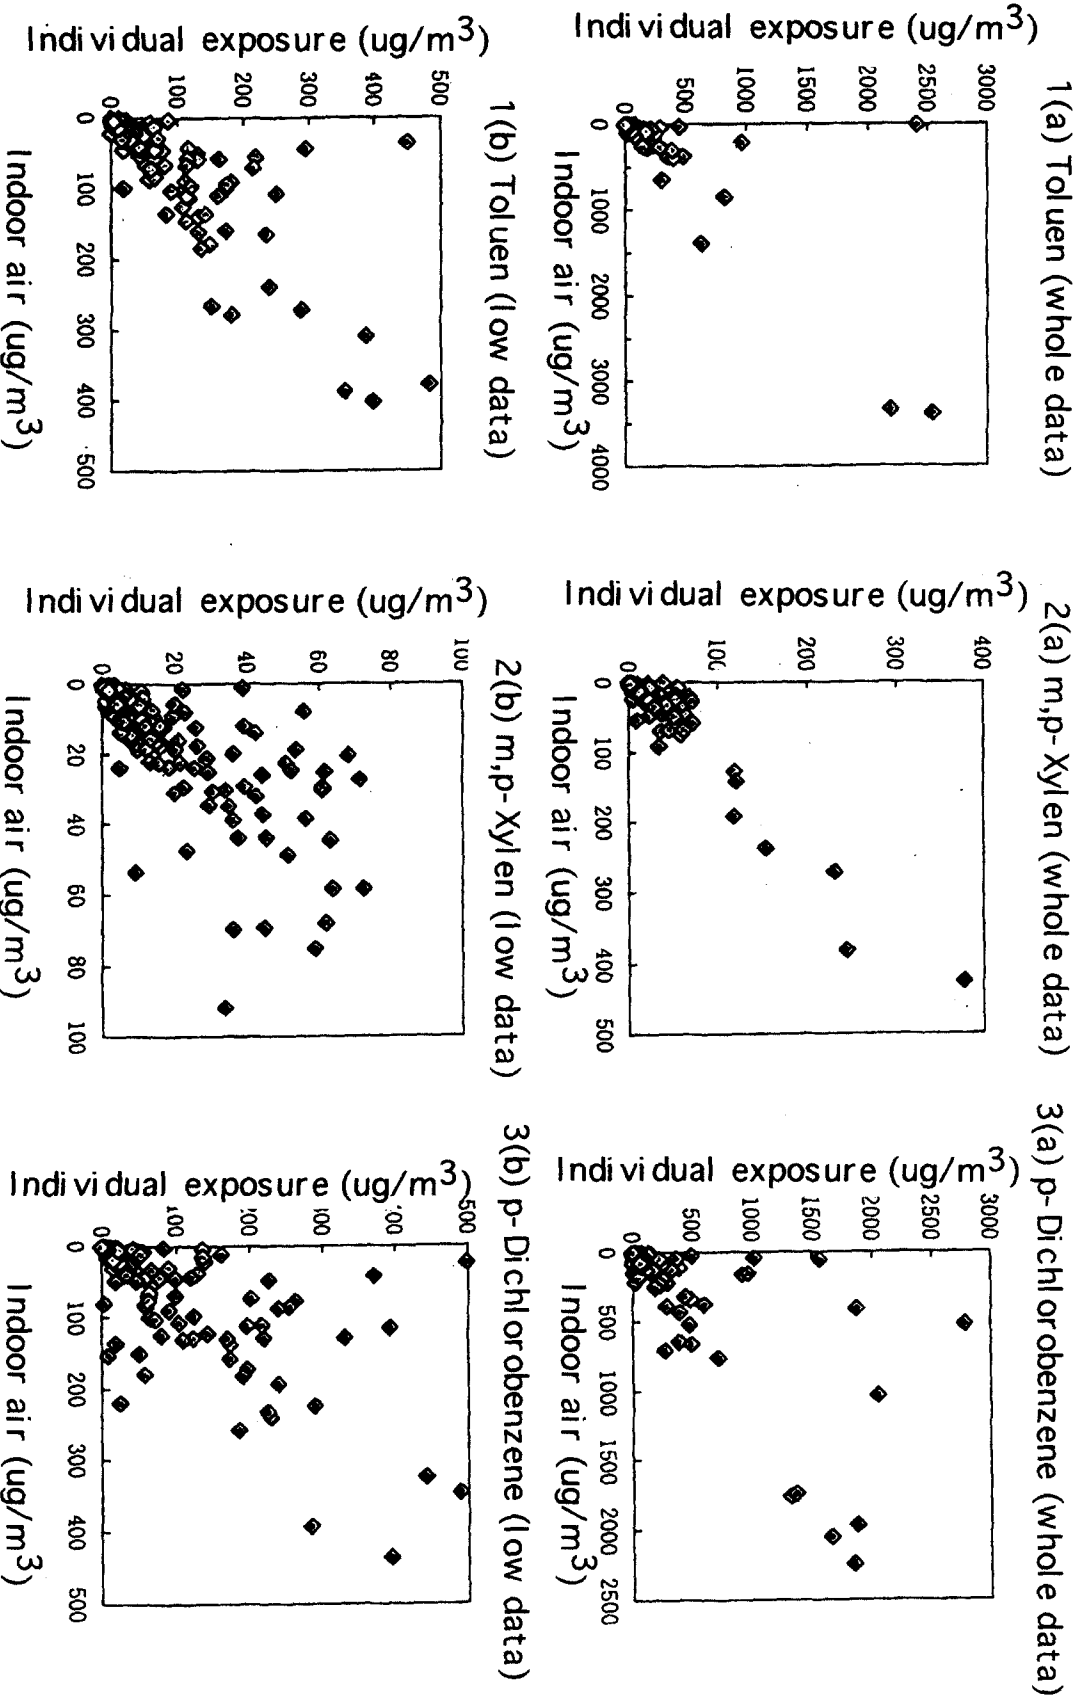 1(a) Toluen (whole data)
Individual exposure (ug/m3)
3000
2500
2000
1500
1000
500
0
0 1000 2000 3000 4000
Indoor air (ug/m3)
2(a) m,p-Xylen (whole data)
Individual exposure (ug/m3)
400
300
200
100
0
0 100 200 300 400 500
Indoor air (ug/m3)
3(a) p-Dichlorobenzene (whole data)
Individual exposure (ug/m3)
3000
2500
2000
1500
1000
500
0
0 500 1000 1500 2000 2500
Indoor air (ug/m3)
1(b) Toluen (low data)
Individual exposure (ug/m3)
500
400
300
200
100
0
0 100 200 300 400 500
Indoor air (ug/m3)
2(b) m,p-Xylen (low data)
Individual exposure (ug/m3)
100
80
60
40
20
0
0 20 40 60 80 100
Indoor air (ug/m3)
3(b) p-Dichlorobenzene (low data)
Individual exposure (ug/m3)
500
0
0 100 200 300 400 500
Indoor air (ug/m3)